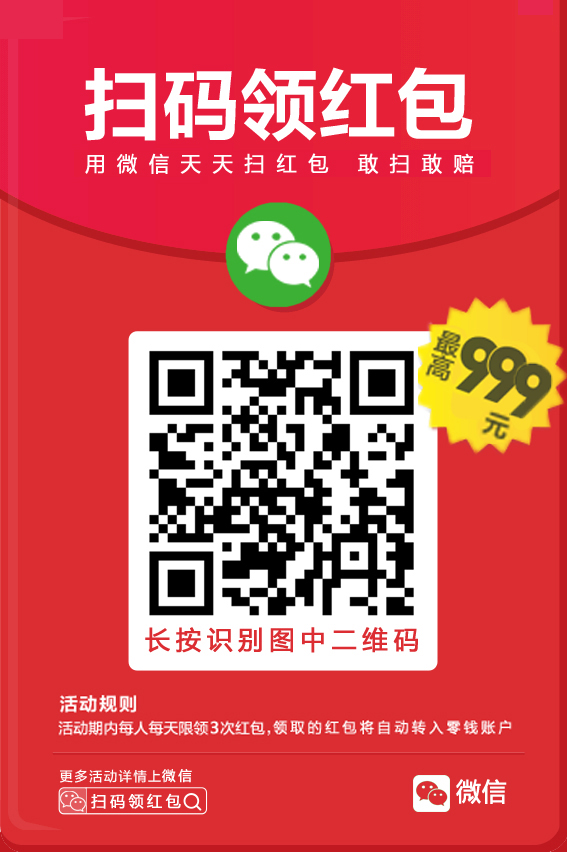 扫码领红包
用微信天天扫红包 敢扫敢赔
最高
999
元
长按识别图中二维码
活动规则
活动期内每人每天限领3次红包,领取的红包将自动转入零钱账户
更多活动详情上微信
扫码领红包
微信